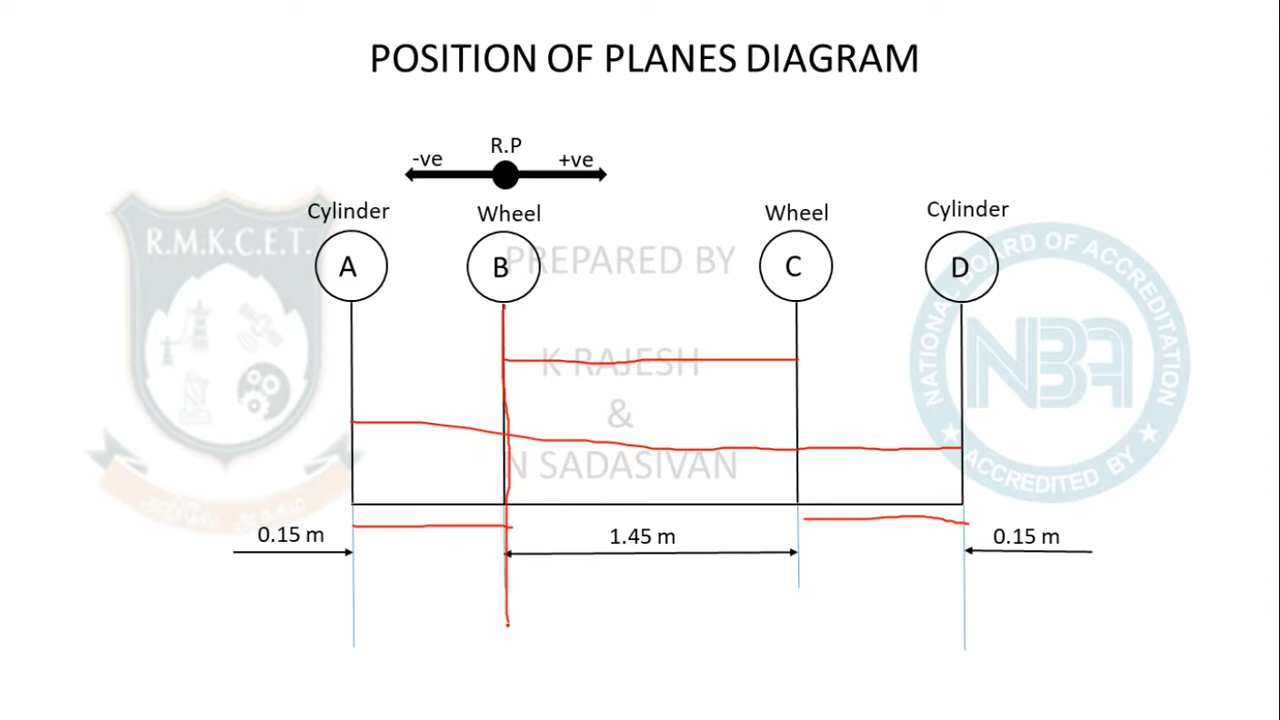 POSITION OF PLANES DIAGRAM
R.P
-ve +ve
Cylinder Wheel Wheel Cylinder
A B C D
R.M.K.C.E.T.
PREPARED BY
K RAJESH
&
N SADASIVAN
NATIONAL BOARD OF ACCREDITATION
NBA
ACCREDITED BY
0.15 m 1.45 m 0.15 m